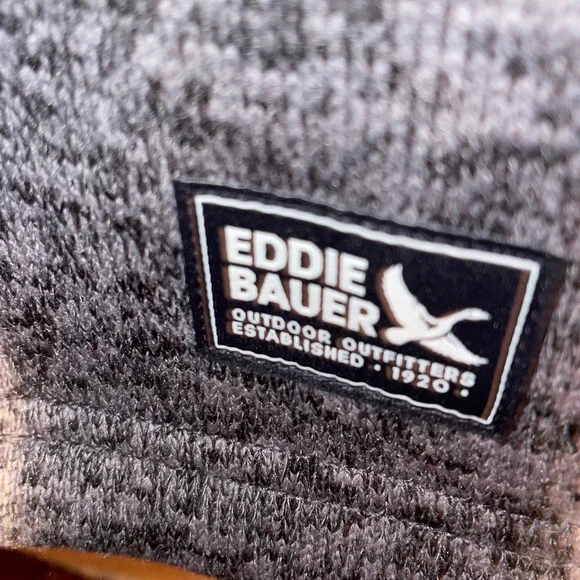 EDDIE
BAUER
OUTDOOR OUTFITTERS
ESTABLISHED · 1920 ·